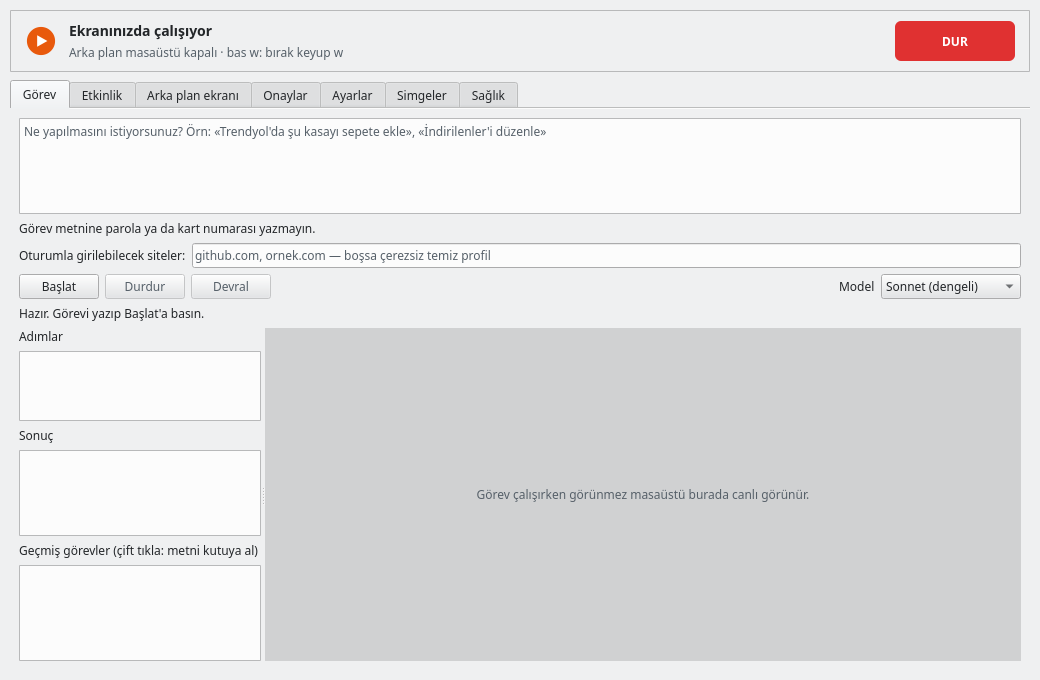 Ekranınızda çalışıyor
Arka plan masaüstü kapalı · bas w: bırak keyup w
DUR
Görev
Etkinlik
Arka plan ekranı
Onaylar
Ayarlar
Simgeler
Sağlık
Ne yapılmasını istiyorsunuz? Örn: «Trendyol'da şu kasayı sepete ekle», «İndirilenler'i düzenle»
Görev metnine parola ya da kart numarası yazmayın.
Oturumla girilebilecek siteler: github.com, ornek.com — boşsa çerezsiz temiz profil
Başlat
Durdur
Devral
Model Sonnet (dengeli)
Hazır. Görevi yazıp Başlat'a basın.
Adımlar
Sonuç
Görev çalışırken görünmez masaüstü burada canlı görünür.
Geçmiş görevler (çift tıkla: metni kutuya al)